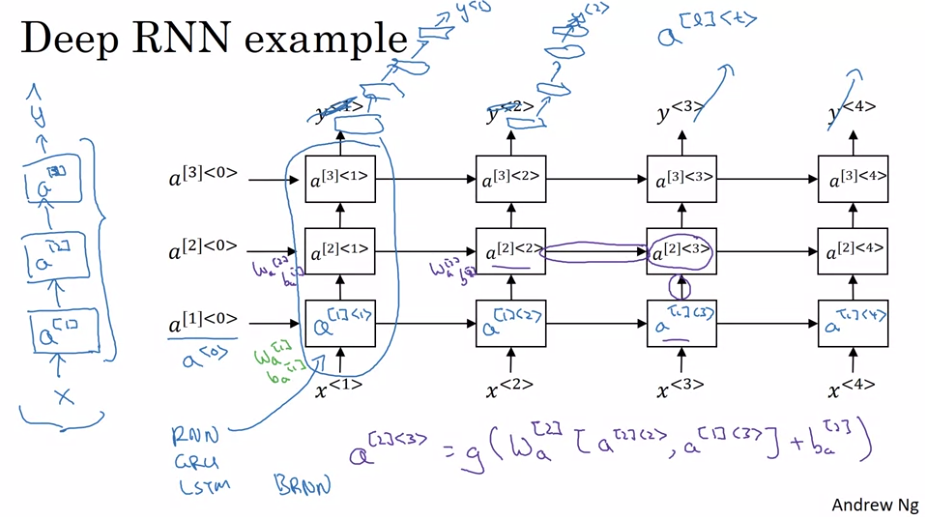 Deep RNN example
y<1>
y<2>
a^[l]<t>
ŷ
y^<1> y^<2> y^<3> y^<4>
a^[3]
a^[3]<0> a^[3]<1> a^[3]<2> a^[3]<3> a^[3]<4>
a^[2]
a^[2]<0> a^[2]<1> a^[2]<2> a^[2]<3> a^[2]<4>
W_a^[2] b_a^[2] W_a^[2] b_a^[2]
a^[1]
a^[1]<0> a^[1]<1> a^[1]<2> a^[1]<3> a^[1]<4>
a^<0>
W_a^[1] b_a^[1]
x
x^<1> x^<2> x^<3> x^<4>
RNN
GRU
LSTM BRNN
a^[2]<3> = g(W_a^[2] [a^[2]<2>, a^[1]<3>] + b_a^[2])
Andrew Ng